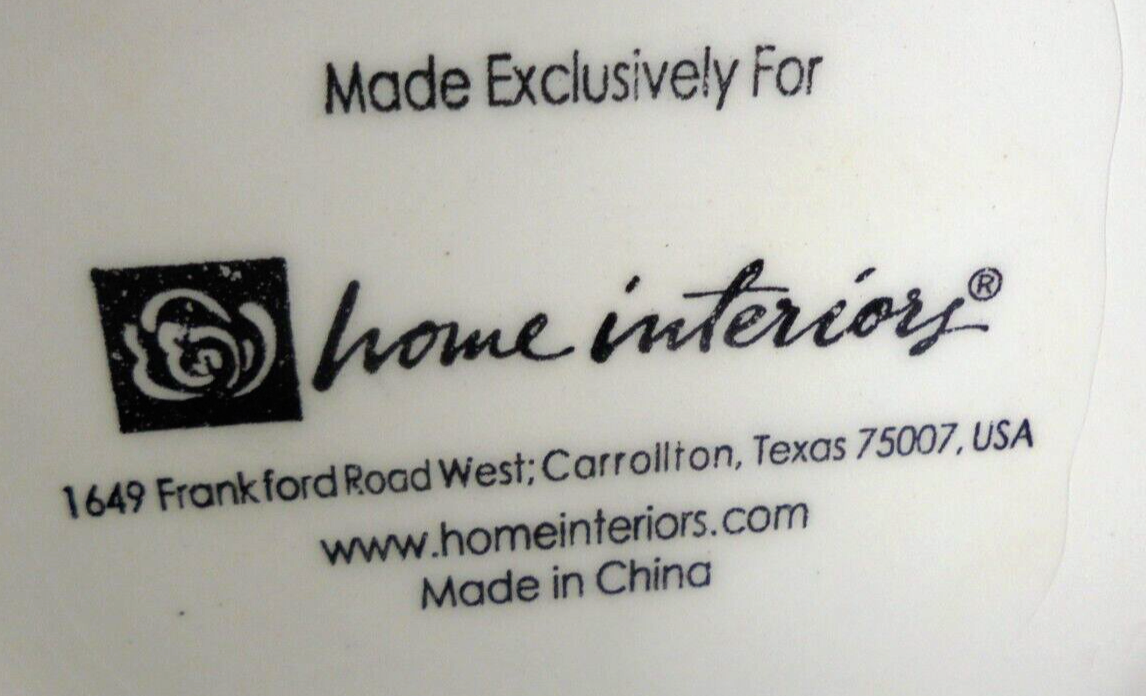 Made Exclusively For
home interiors®
1649 Frankford Road West; Carrollton, Texas 75007, USA
www.homeinteriors.com
Made in China